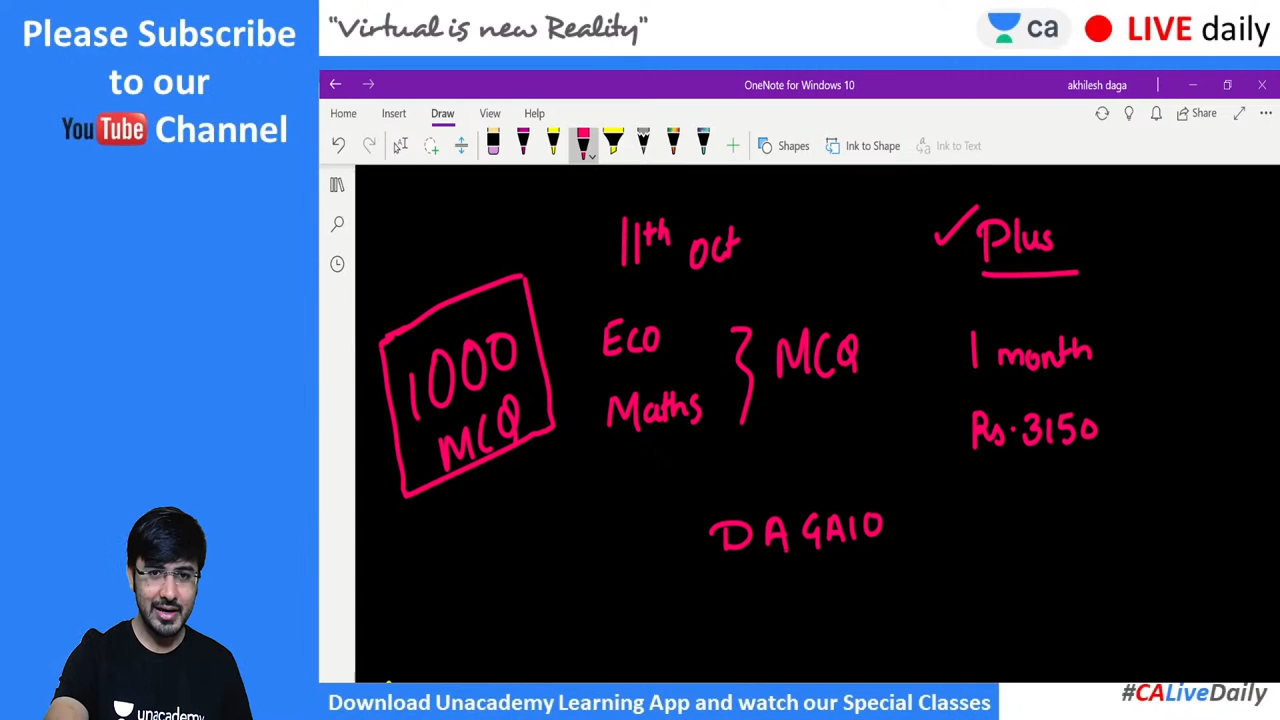 Please Subscribe
to our
YouTube Channel
"Virtual is new Reality"
ca
LIVE daily
OneNote for Windows 10
akhilesh daga
Home Insert Draw View Help
Share
Shapes
Ink to Shape
Ink to Text
11th Oct
✓ Plus
1000
MCQ
Eco
Maths
} MCQ
1 month
Rs. 3150
DAGA10
unacademy
Download Unacademy Learning App and watch our Special Classes
#CALiveDaily